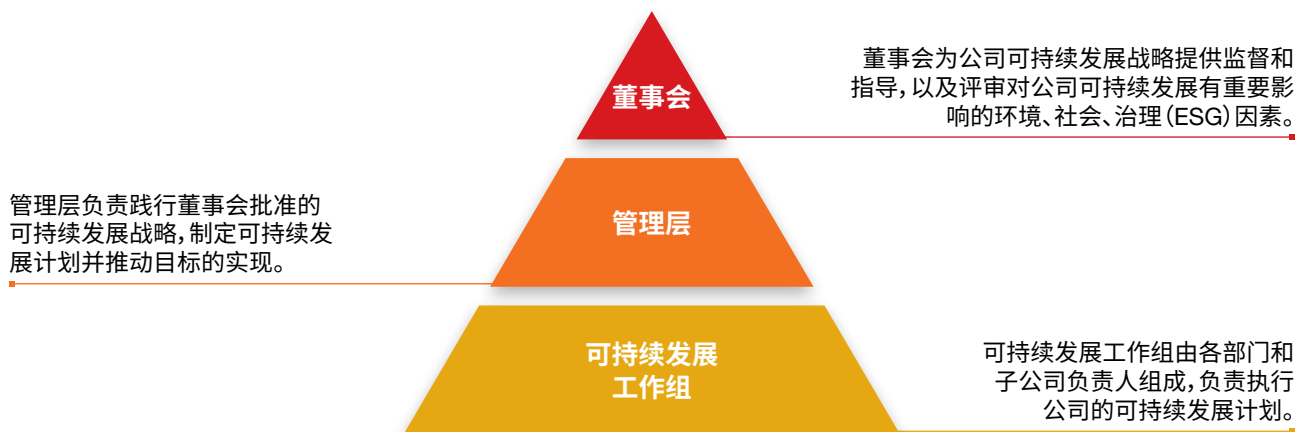 董事会
董事会为公司可持续发展战略提供监督和
指导，以及评审对公司可持续发展有重要影
响的环境、社会、治理（ESG）因素。
管理层负责践行董事会批准的
可持续发展战略，制定可持续发
展计划并推动目标的实现。
管理层
可持续发展
工作组
可持续发展工作组由各部门和
子公司负责人组成，负责执行
公司的可持续发展计划。